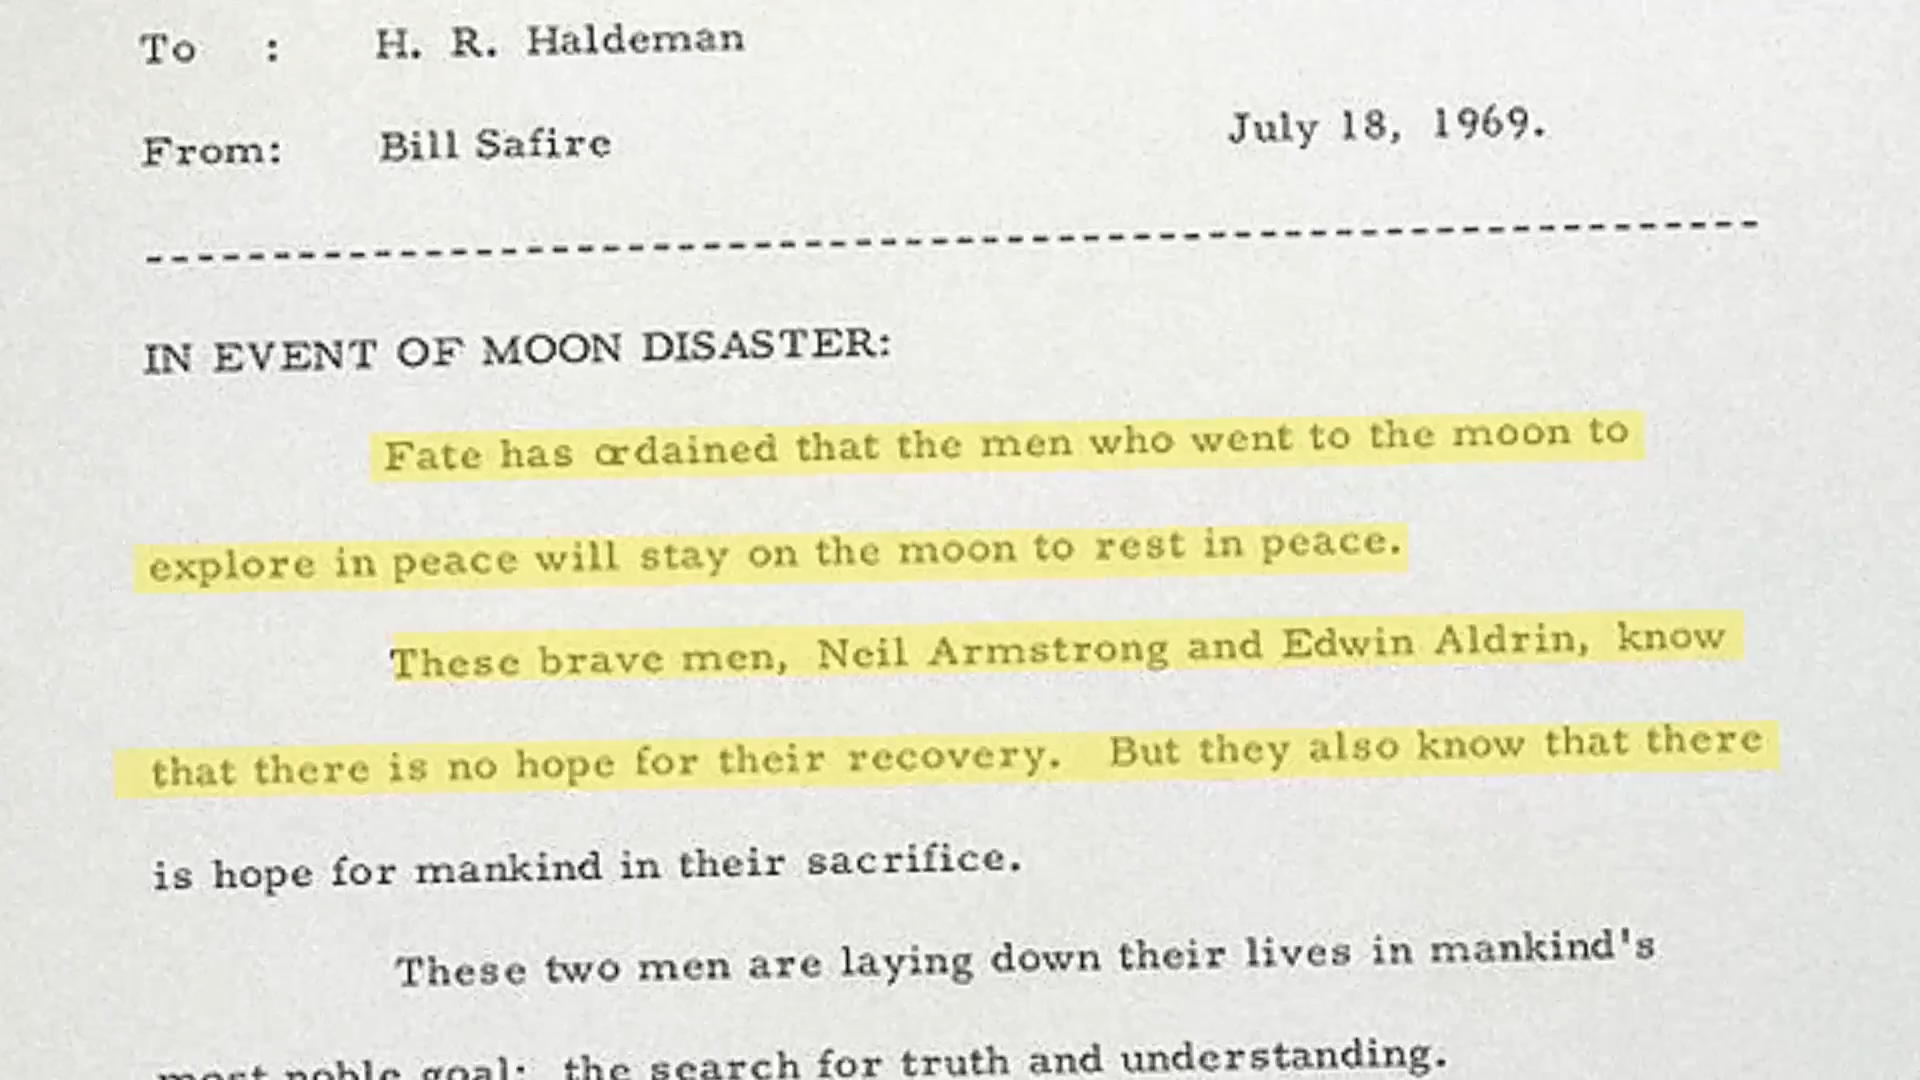 To : H. R. Haldeman
From: Bill Safire
July 18, 1969.
--------------------------------------------------------------
IN EVENT OF MOON DISASTER:
Fate has ordained that the men who went to the moon to
explore in peace will stay on the moon to rest in peace.
These brave men, Neil Armstrong and Edwin Aldrin, know
that there is no hope for their recovery. But they also know that there
is hope for mankind in their sacrifice.
These two men are laying down their lives in mankind's
most noble goal: the search for truth and understanding.